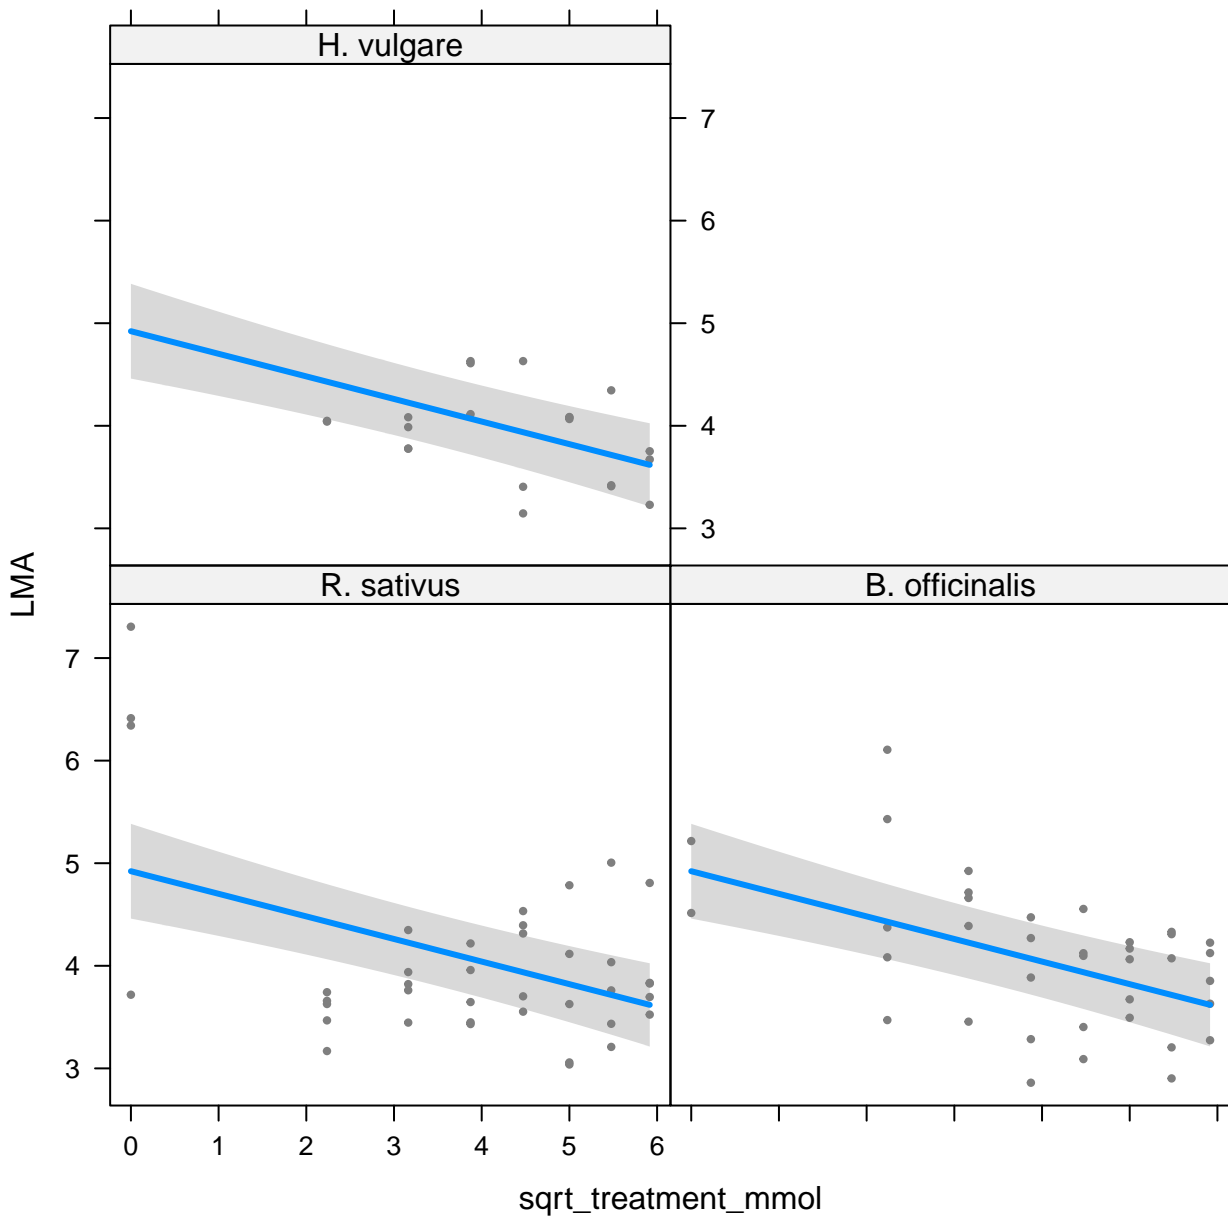 H. vulgare
7
6
5
4
3
LMA
R. sativus
B. officinalis
7
6
5
4
3
0 1 2 3 4 5 6
sqrt_treatment_mmol